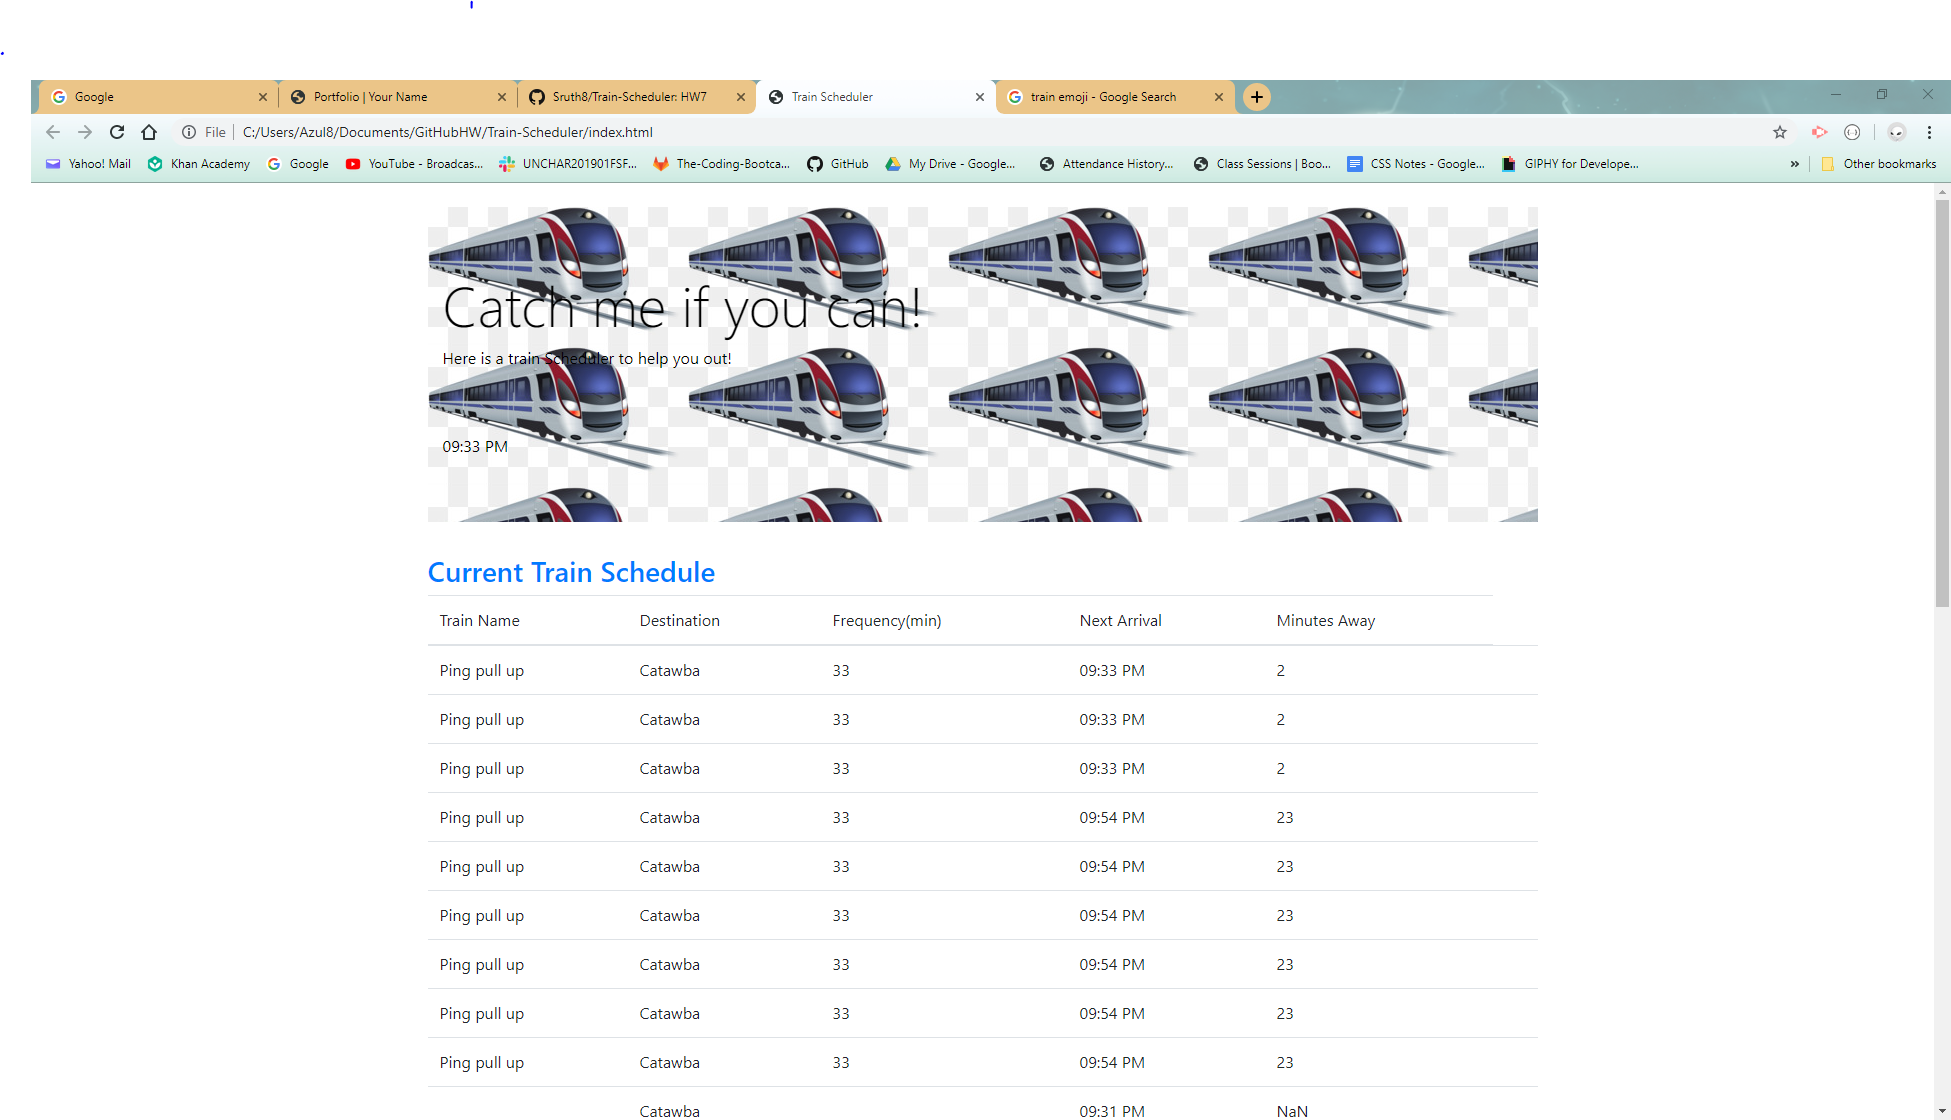 Google
Portfolio | Your Name
Sruth8/Train-Scheduler: HW7
Train Scheduler
train emoji - Google Search
File
C:/Users/Azul8/Documents/GitHubHW/Train-Scheduler/index.html
Yahoo! Mail
Khan Academy
Google
YouTube - Broadcas...
UNCHAR201901FSF...
The-Coding-Bootca...
GitHub
My Drive - Google...
Attendance History...
Class Sessions | Boo...
CSS Notes - Google...
GIPHY for Develope...
»
Other bookmarks
Catch me if you can!
Here is a train Scheduler to help you out!
09:33 PM
Current Train Schedule
Train Name Destination Frequency(min) Next Arrival Minutes Away
Ping pull up Catawba 33 09:33 PM 2
Ping pull up Catawba 33 09:33 PM 2
Ping pull up Catawba 33 09:33 PM 2
Ping pull up Catawba 33 09:54 PM 23
Ping pull up Catawba 33 09:54 PM 23
Ping pull up Catawba 33 09:54 PM 23
Ping pull up Catawba 33 09:54 PM 23
Ping pull up Catawba 33 09:54 PM 23
Ping pull up Catawba 33 09:54 PM 23
Catawba 09:31 PM NaN